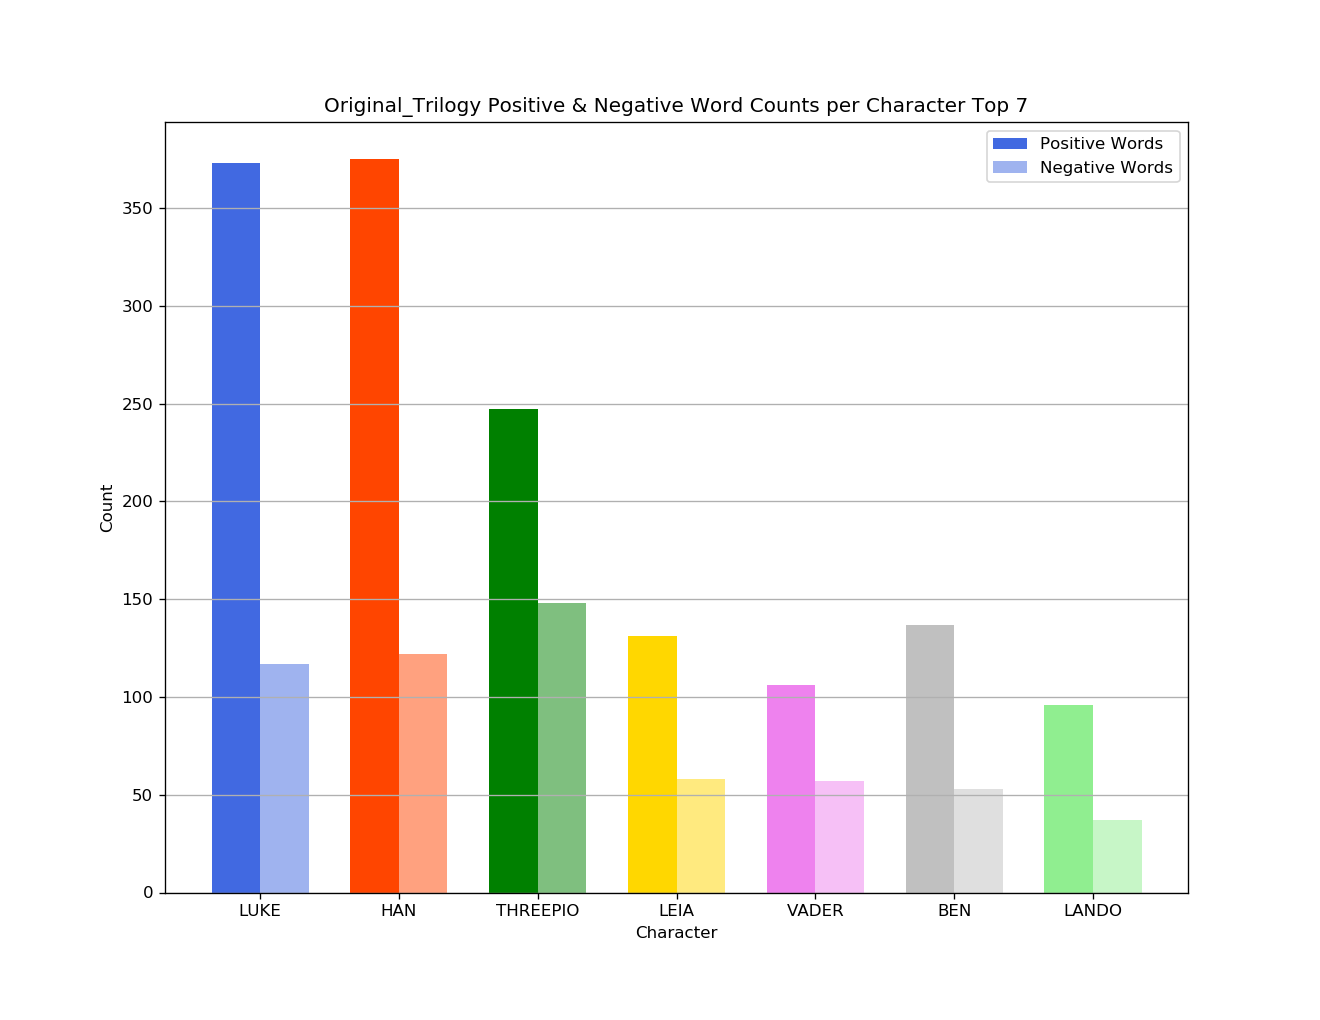 Original_Trilogy Positive & Negative Word Counts per Character Top 7
Positive Words
Negative Words
350
300
250
200
150
100
50
0
Count
LUKE HAN THREEPIO LEIA VADER BEN LANDO
Character